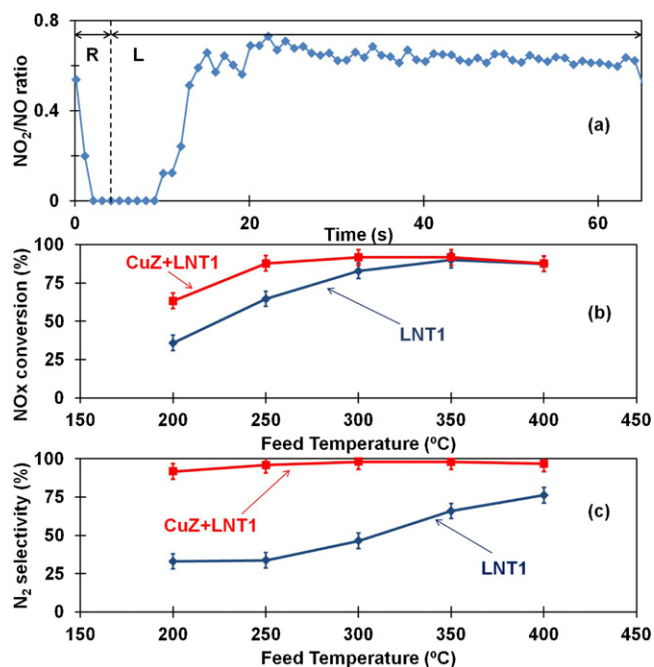 0.8
R
L
0.4
(a)
NO₂/NO ratio
0
0
20
40
60
Time (s)
100
CuZ+LNT1
75
50
LNT1
25
(b)
NOx conversion (%)
0
150
200
250
300
350
400
450
Feed Temperature (ºC)
100
75
CuZ+LNT1
(c)
50
LNT1
25
N₂ selectivity (%)
0
150
200
250
300
350
400
450
Feed Temperature (ºC)